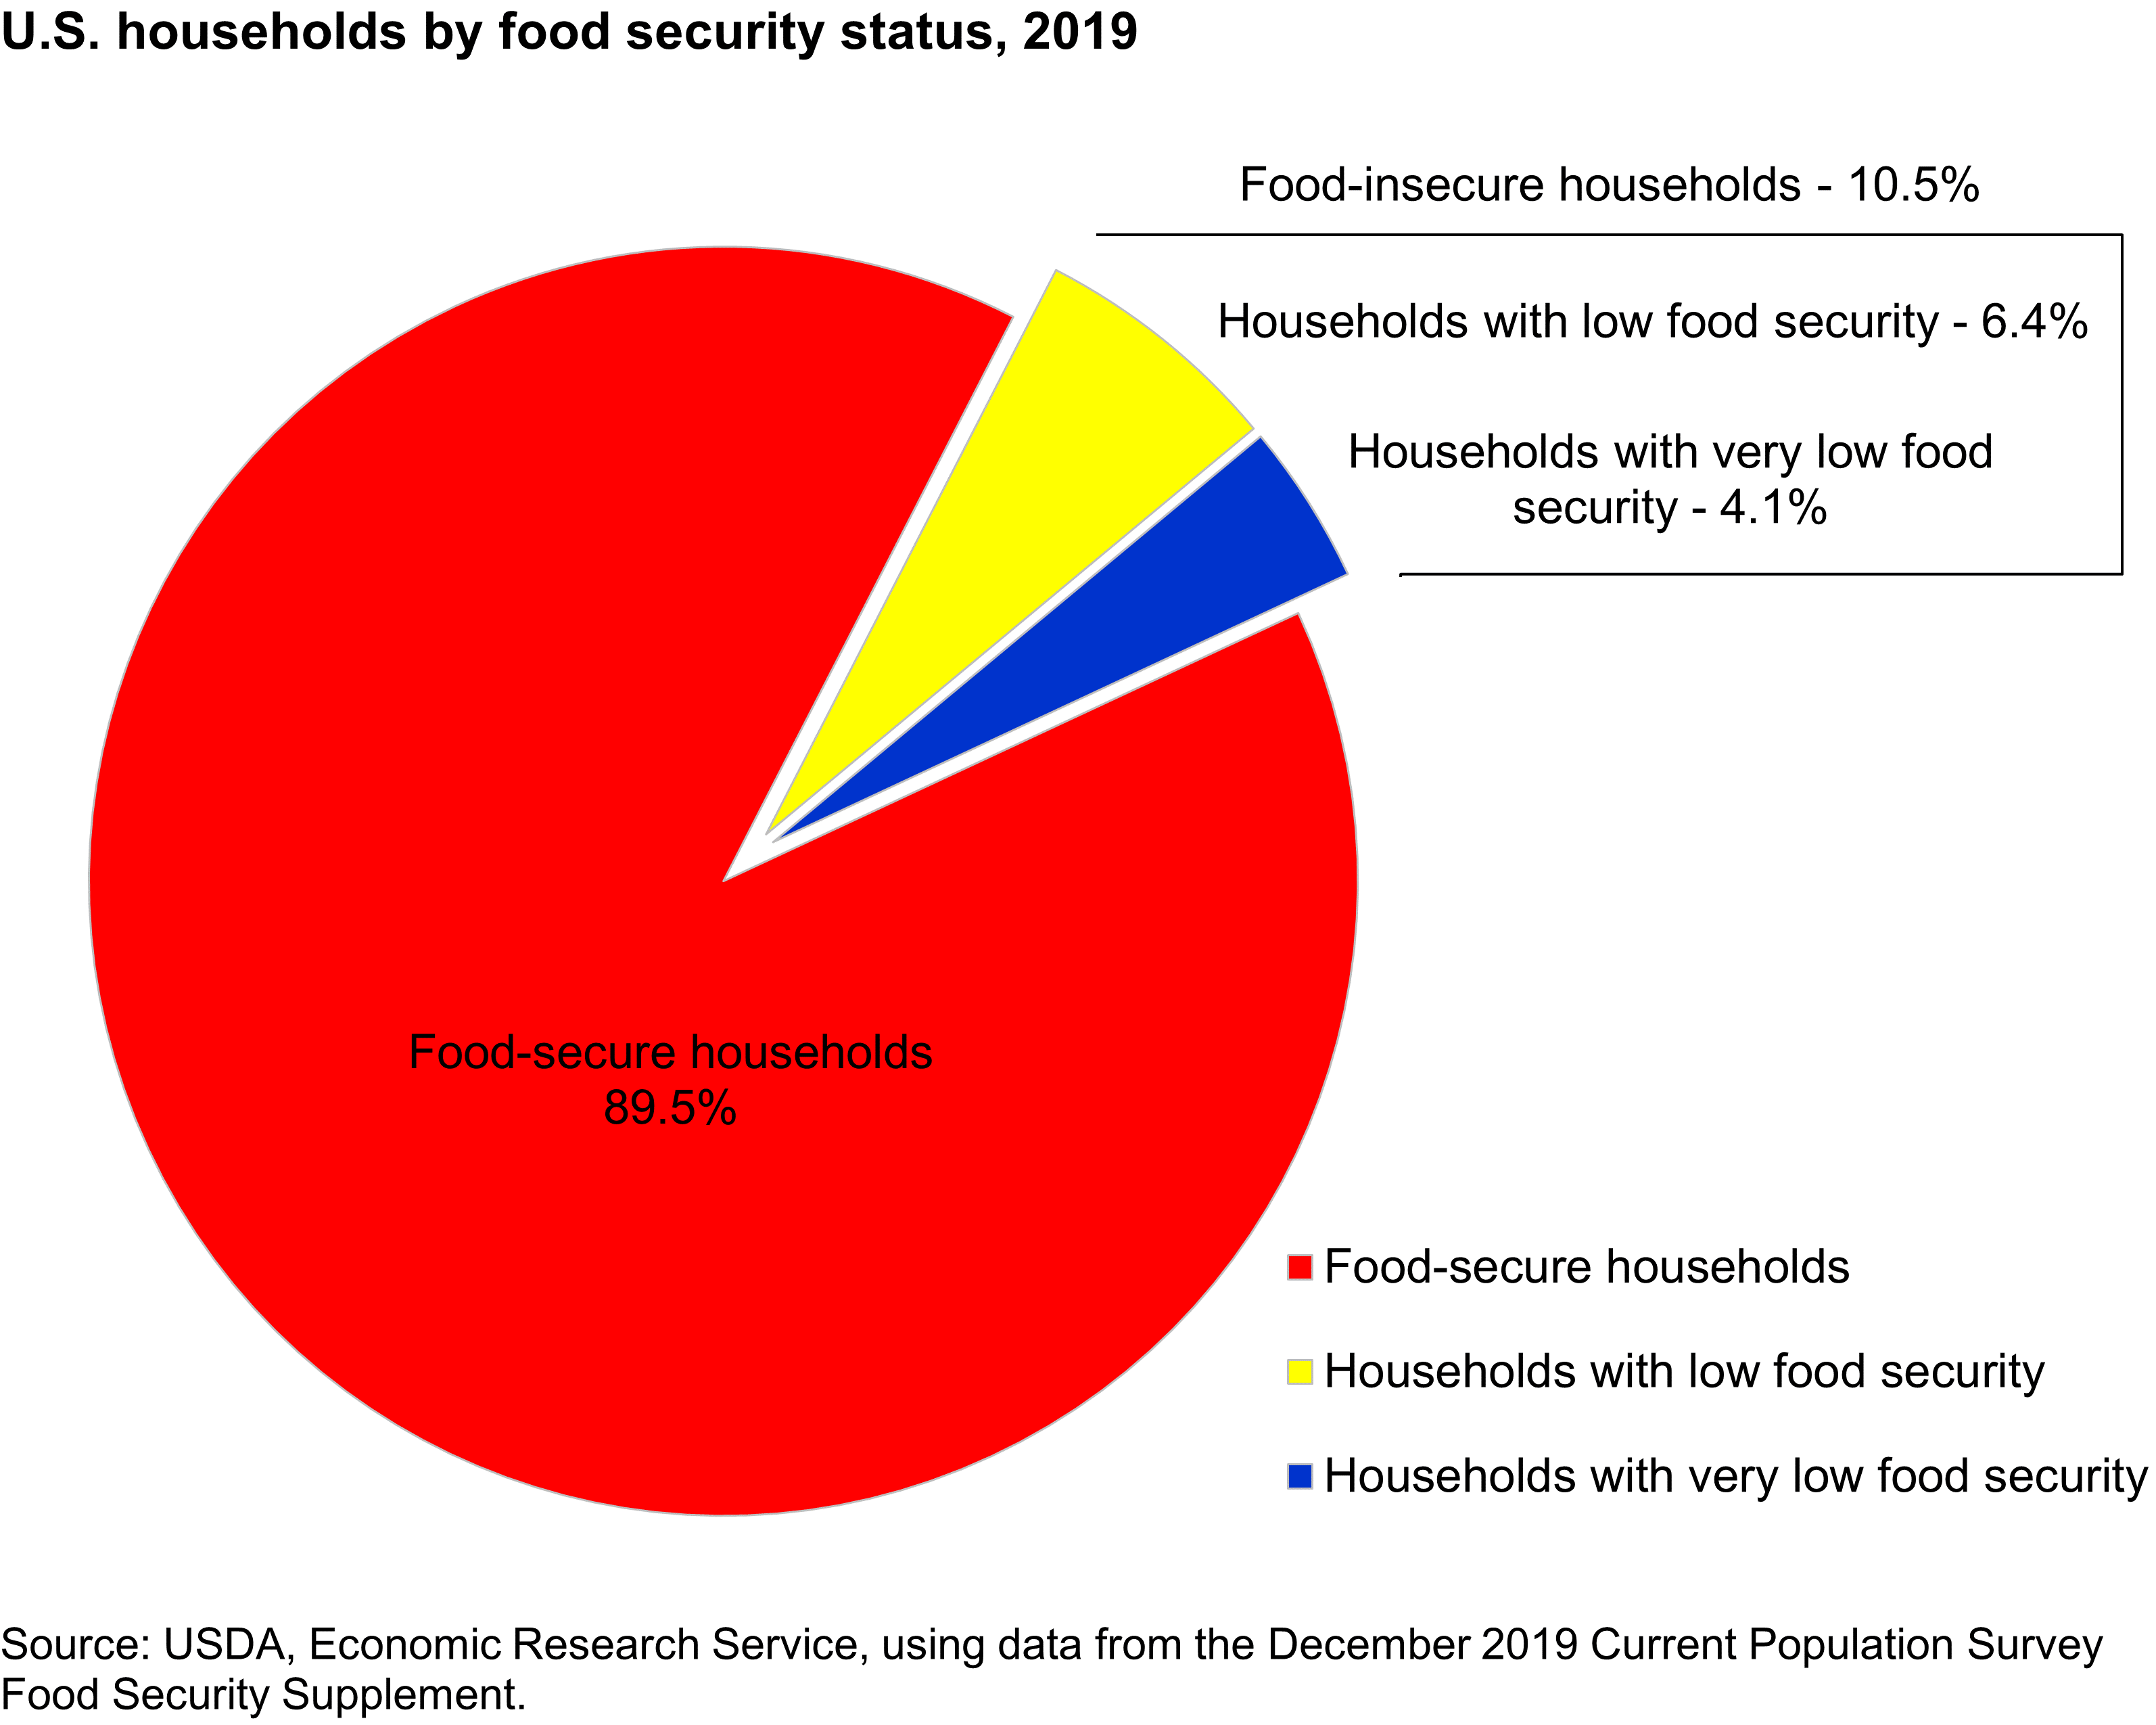 U.S. households by food security status, 2019
Food-insecure households - 10.5%
Households with low food security - 6.4%
Households with very low food
security - 4.1%
Food-secure households
89.5%
Food-secure households
Households with low food security
Households with very low food security
Source: USDA, Economic Research Service, using data from the December 2019 Current Population Survey
Food Security Supplement.